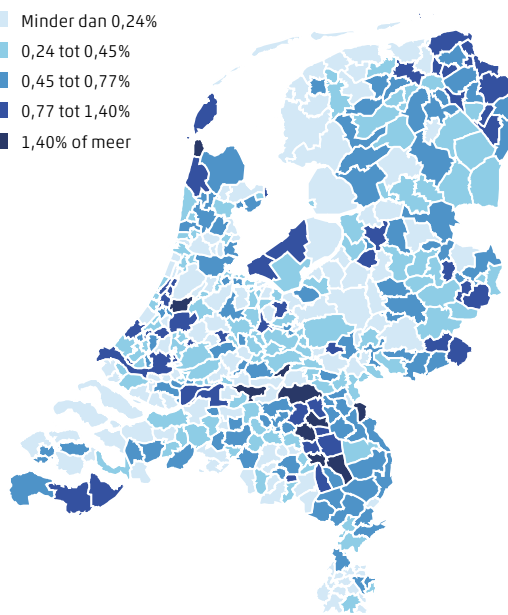 Minder dan 0,24%
0,24 tot 0,45%
0,45 tot 0,77%
0,77 tot 1,40%
1,40% of meer